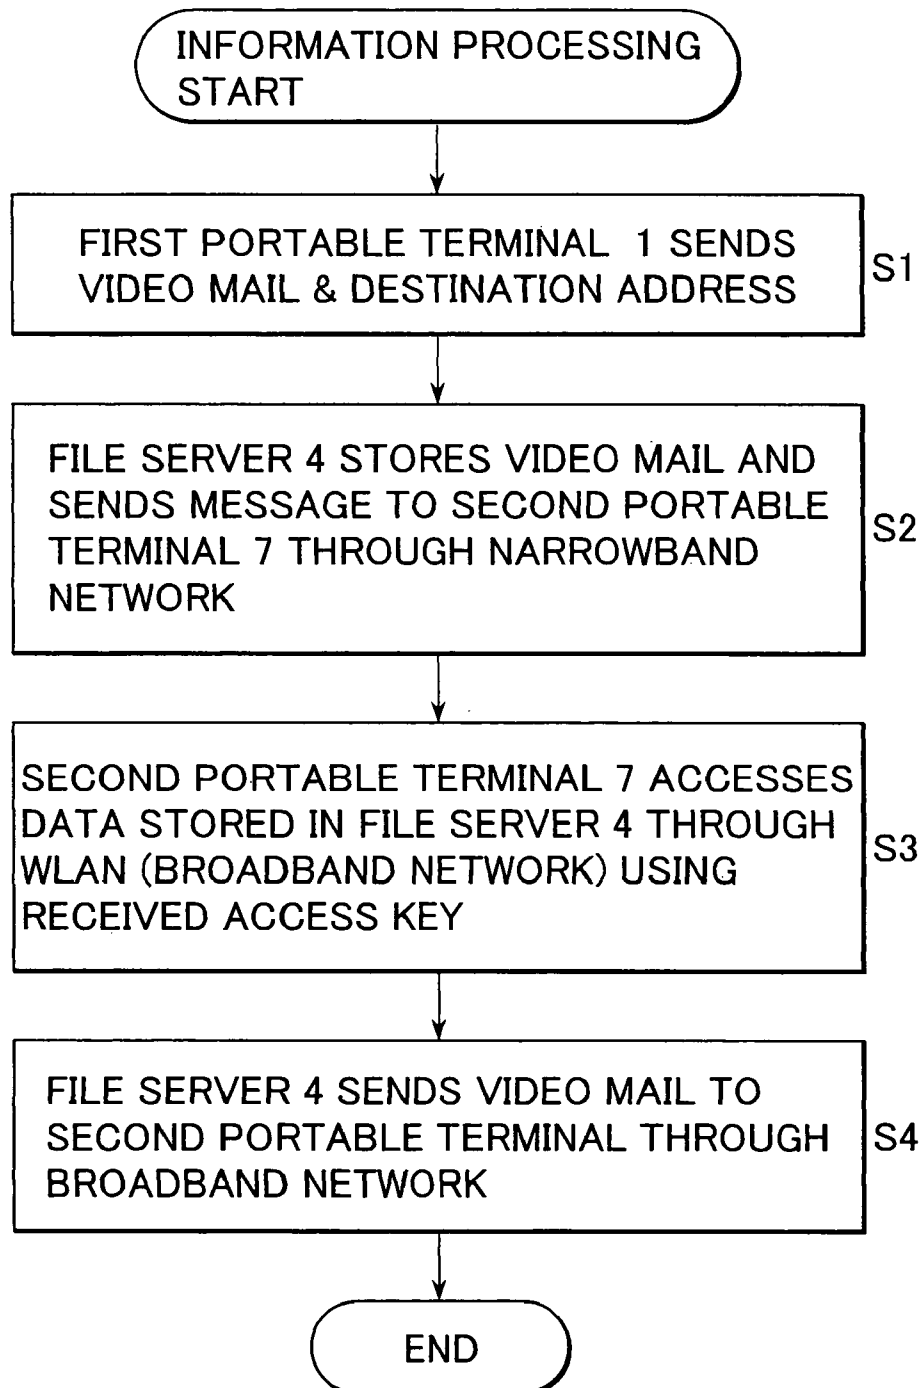 INFORMATION PROCESSING
START
FIRST PORTABLE TERMINAL 1 SENDS
VIDEO MAIL & DESTINATION ADDRESS
S1
FILE SERVER 4 STORES VIDEO MAIL AND
SENDS MESSAGE TO SECOND PORTABLE
TERMINAL 7 THROUGH NARROWBAND
NETWORK
S2
SECOND PORTABLE TERMINAL 7 ACCESSES
DATA STORED IN FILE SERVER 4 THROUGH
WLAN (BROADBAND NETWORK) USING
RECEIVED ACCESS KEY
S3
FILE SERVER 4 SENDS VIDEO MAIL TO
SECOND PORTABLE TERMINAL THROUGH
BROADBAND NETWORK
S4
END